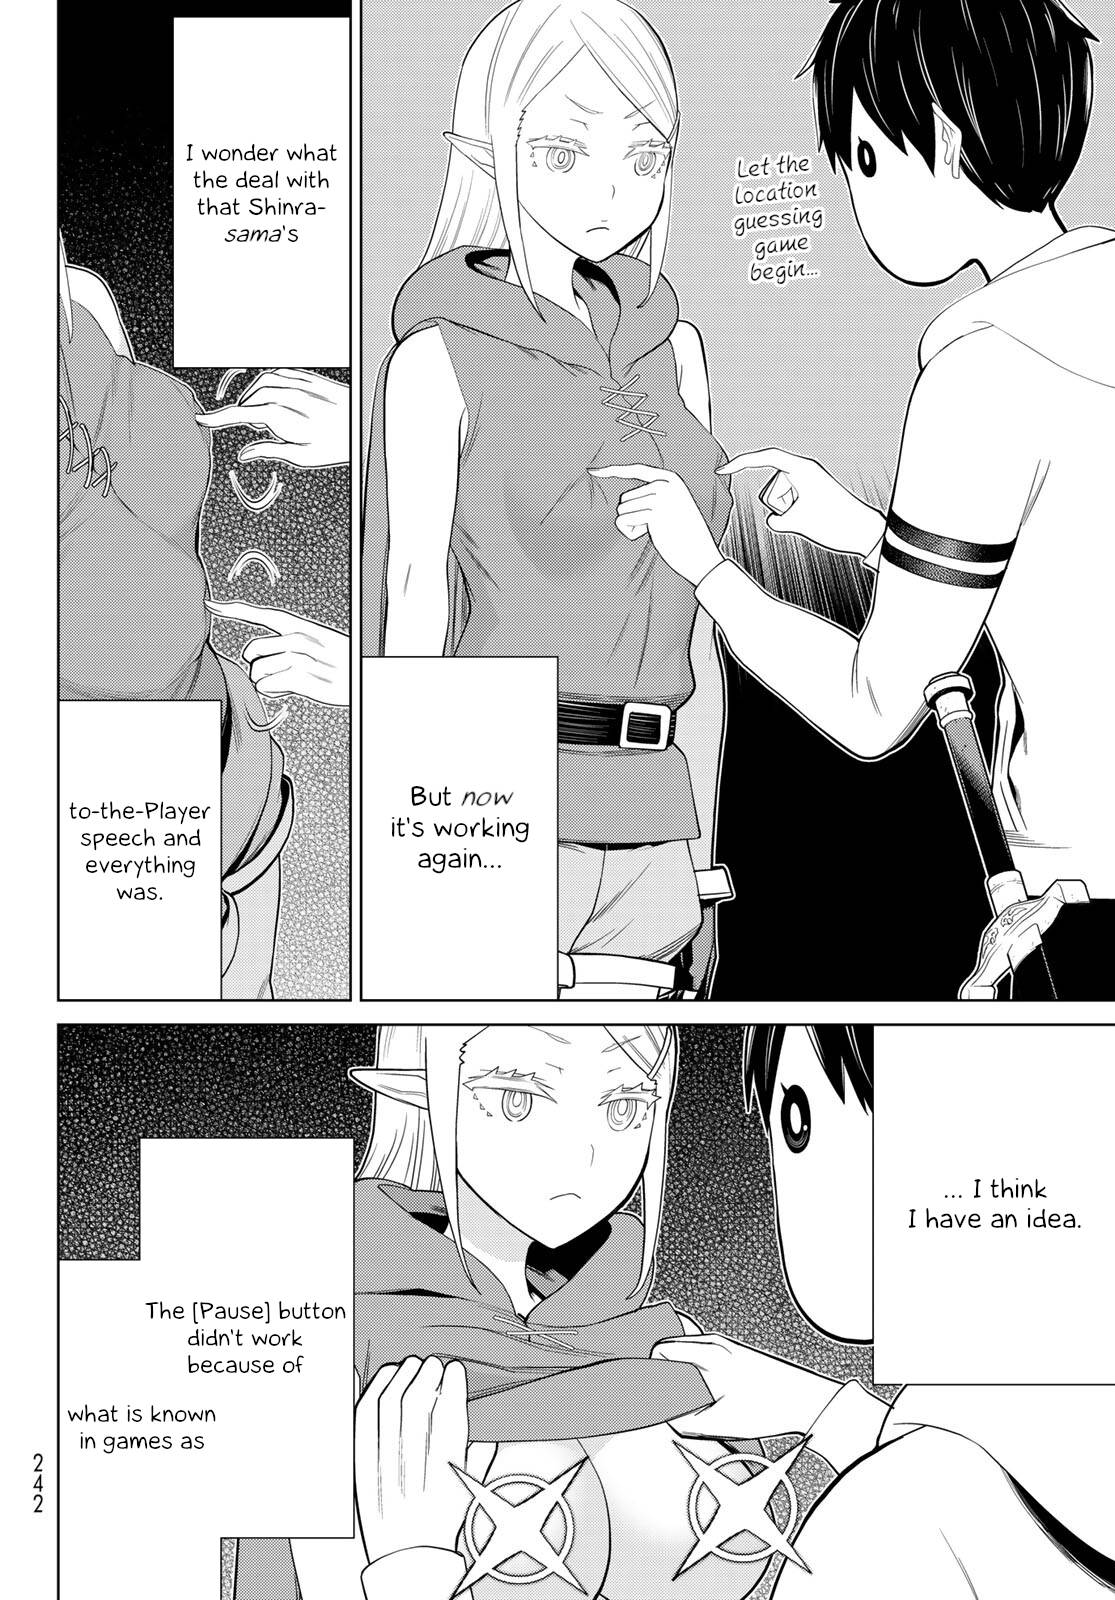 Let the
location
guessing
game
begin...
But now
it's working
again...
I wonder what
the deal with
that Shinra-
sama's
to-the-Player
speech and
everything
was.
... I think
I have an idea.
The [Pause] button
didn't work
because of
what is known
in games as
242